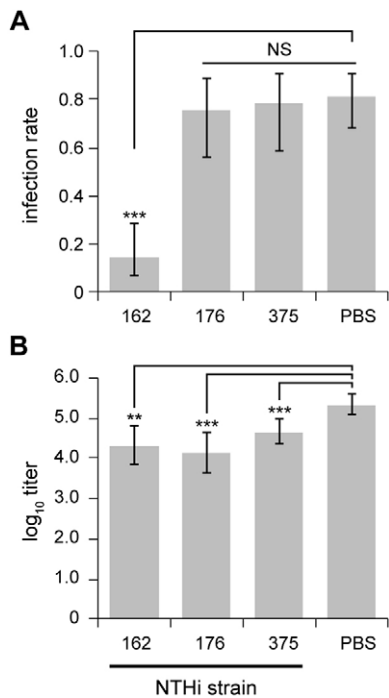 A
infection rate
1.0
0.8
0.6
0.4
0.2
0
NS
***
162 176 375 PBS
B
log10 titer
6.0
5.0
4.0
3.0
2.0
1.0
0
** *** ***
162 176 375 PBS
NTHi strain